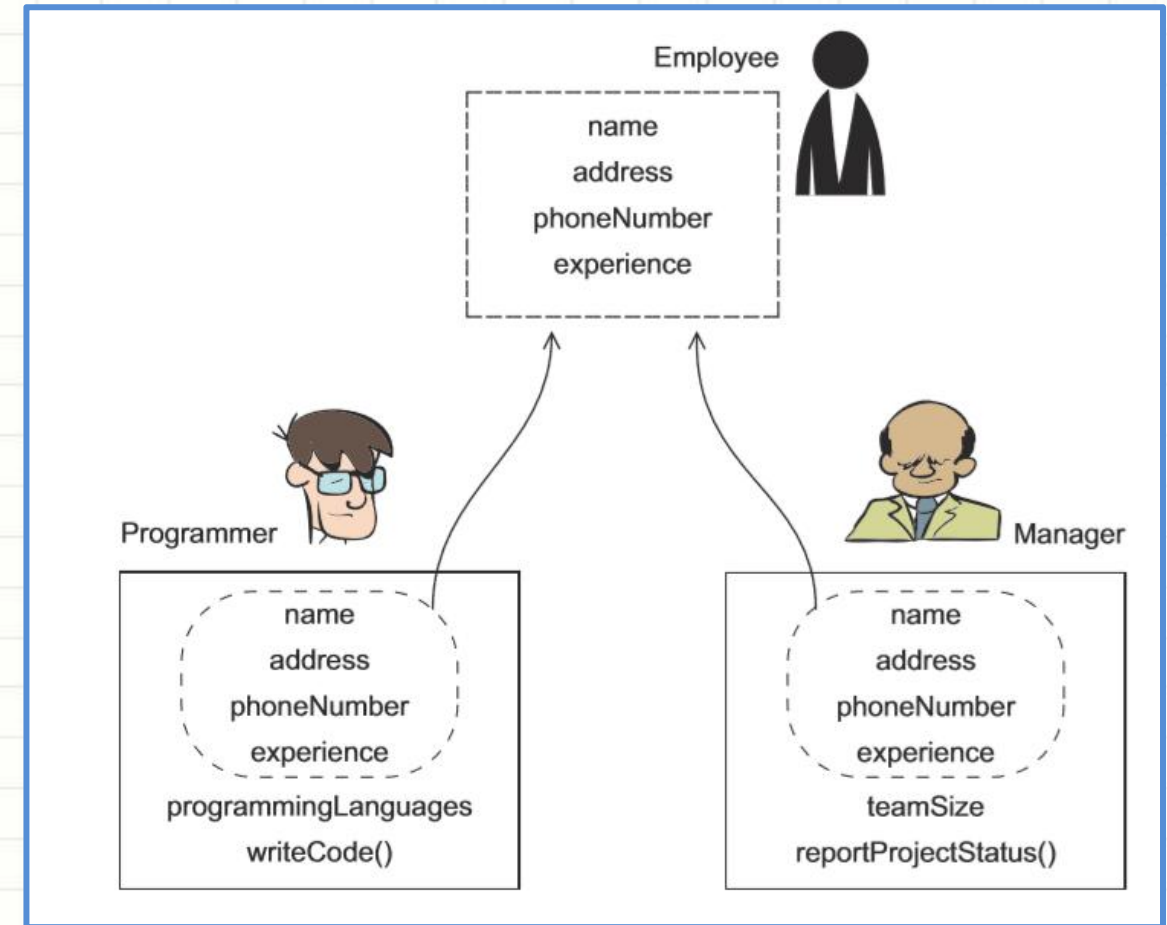 Employee
name
address
phoneNumber
experience
Programmer
name
address
phoneNumber
experience
programmingLanguages
writeCode()
Manager
name
address
phoneNumber
experience
teamSize
reportProjectStatus()